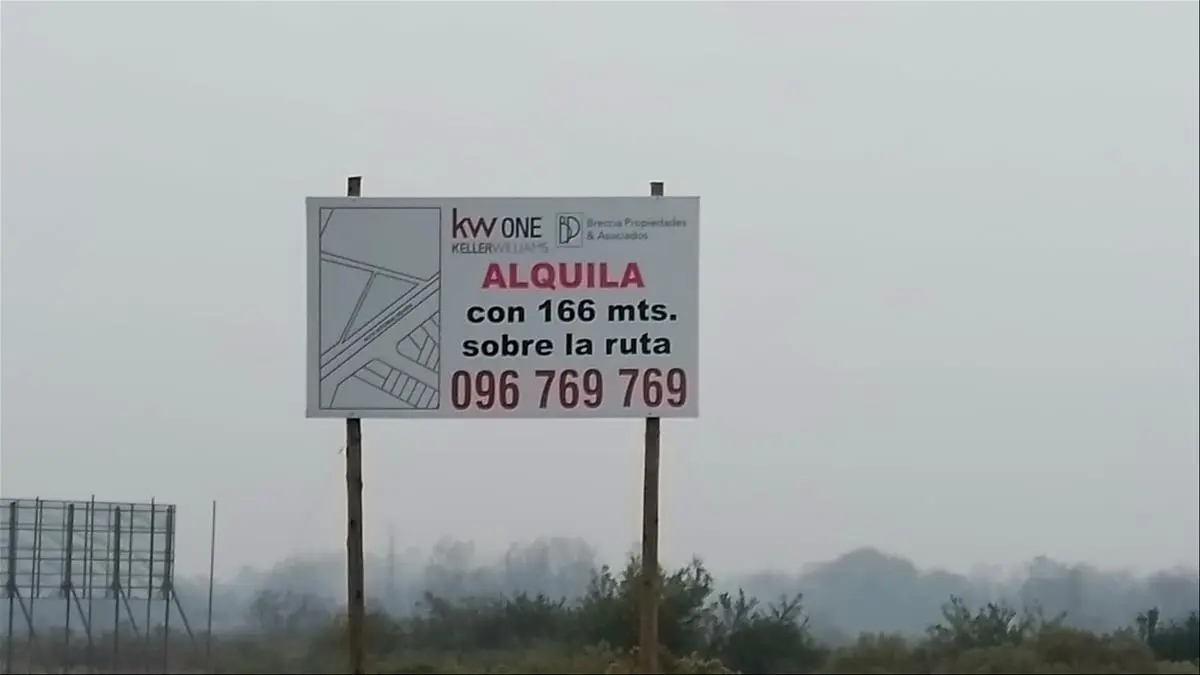 kw ONE
KELLERWILLIAMS
BP
Breccia Propiedades
& Asociados
ALQUILA
con 166 mts.
sobre la ruta
096 769 769